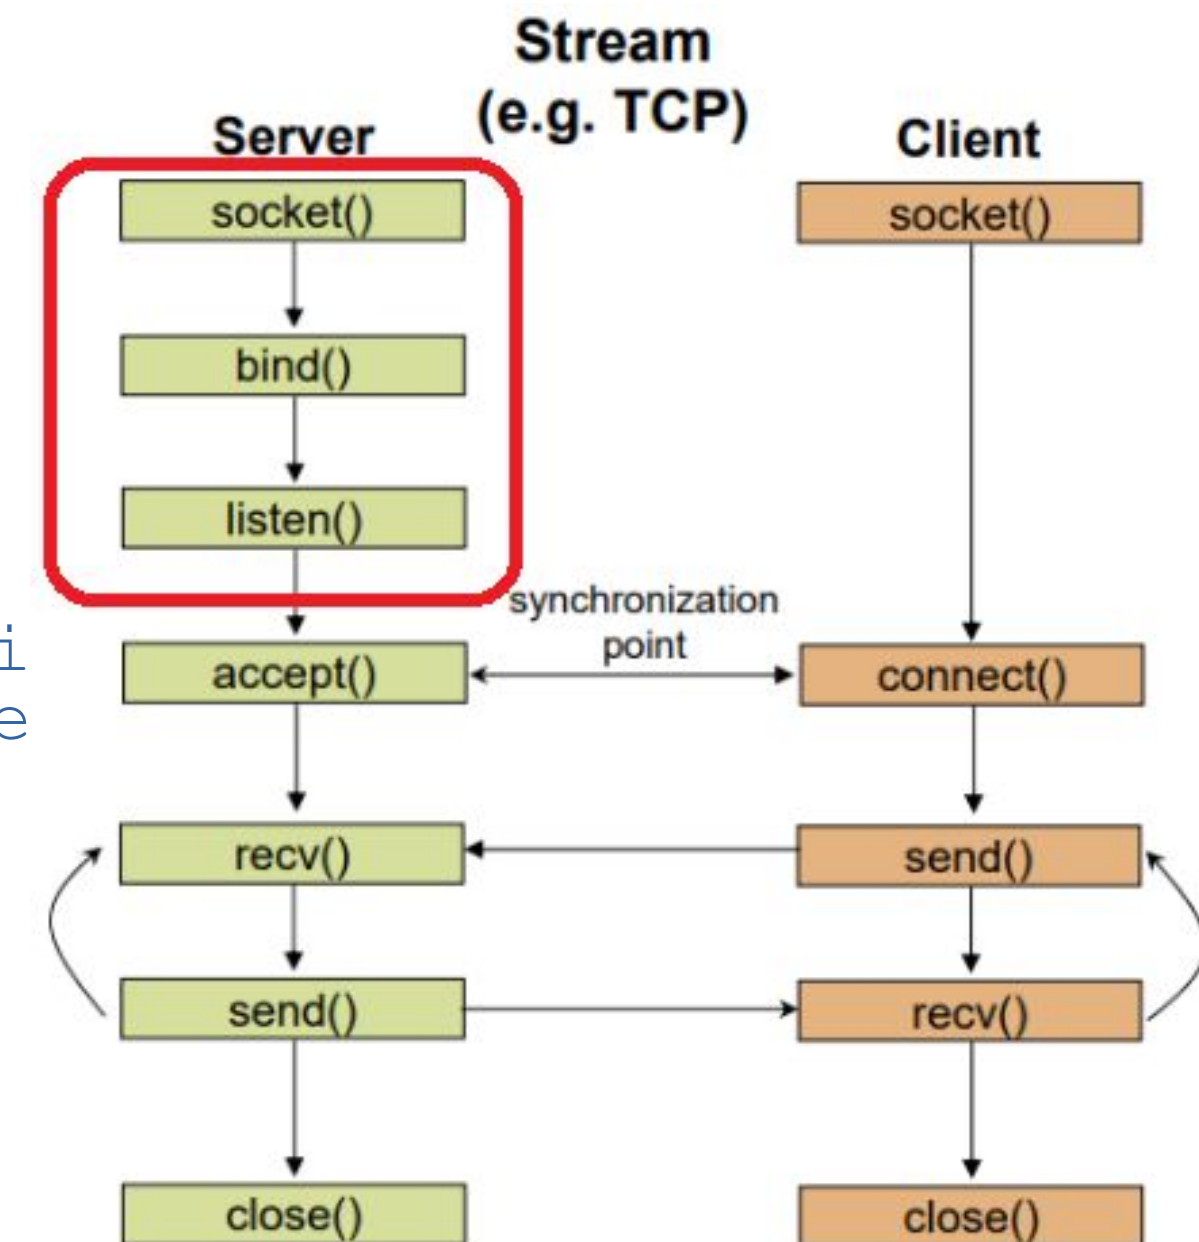 Stream
(e.g. TCP)
Server
Client
socket()
socket()
bind()
listen()
synchronization
point
i
e
accept()
connect()
recv()
send()
send()
recv()
close()
close()